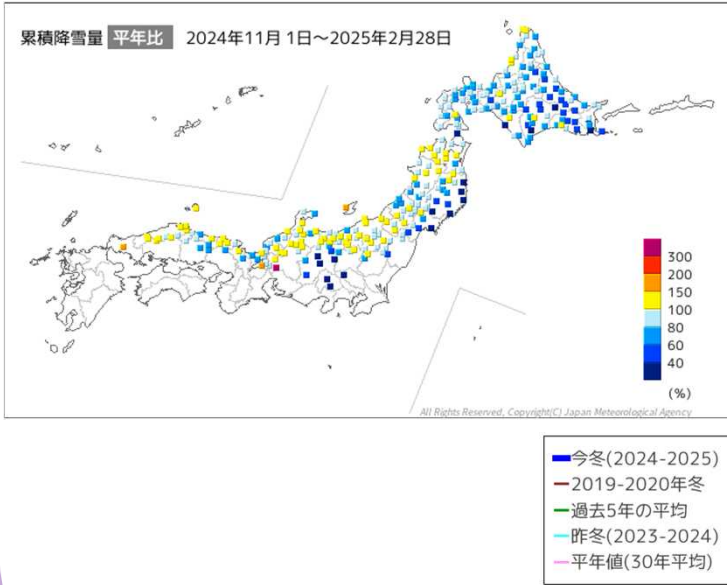 累積降雪量 平年比 2024年11月 1日～2025年2月28日
300
200
150
100
80
60
40
(%)
All Rights Reserved, Copyright(C) Japan Meteorological Agency
今冬(2024-2025)
2019-2020年冬
過去5年の平均
昨冬(2023-2024)
平年値(30年平均)